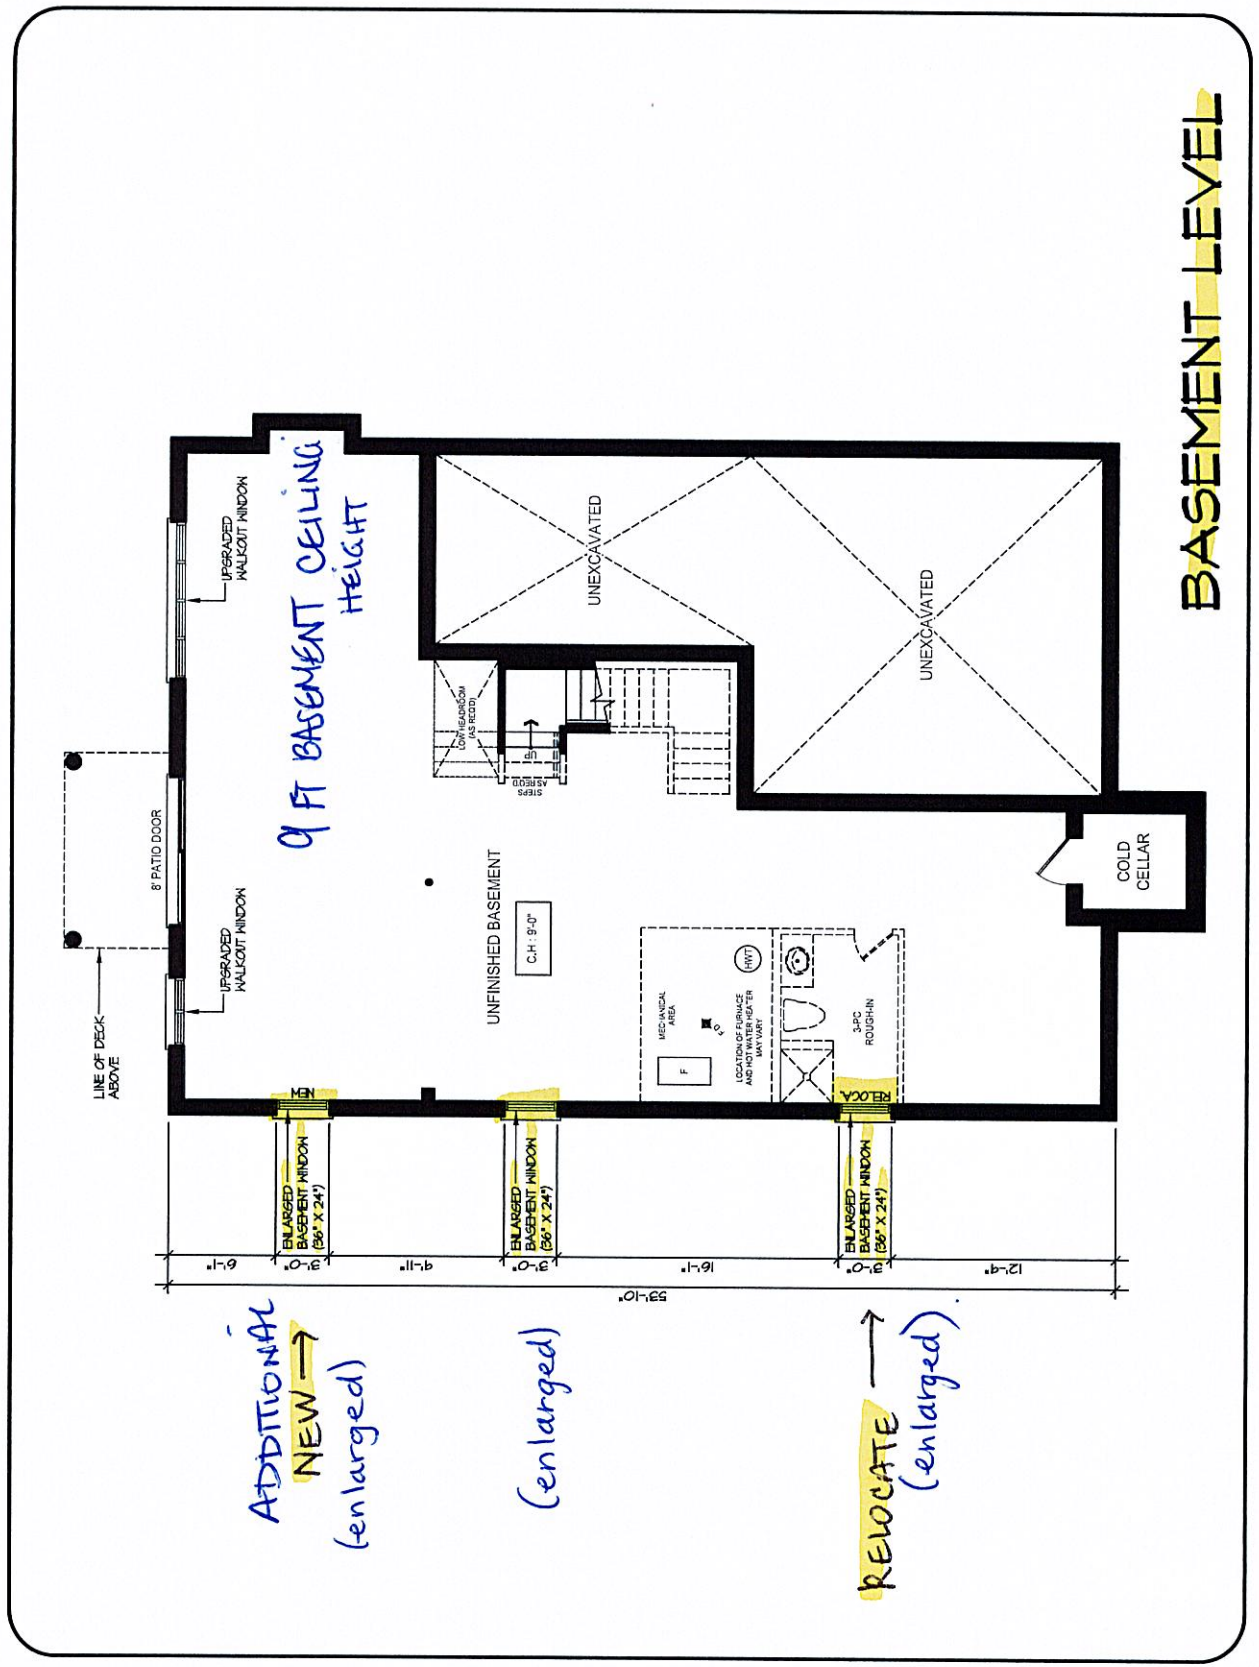 LINE OF DECK
ABOVE
8' PATIO DOOR
UPGRADED
WALKOUT WINDOW
UPGRADED
WALKOUT WINDOW
ADDITIONAL
NEW →
(enlarged)
6'-1"
3'-0"
ENLARGED
BASEMENT WINDOW
(36" X 24")
NEW
9 FT BASEMENT CEILING
HEIGHT
9'-11"
LOW HEADROOM
(AS REQ'D)
UNFINISHED BASEMENT
C.H : 9'-0"
STEPS
AS REQ'D
UP
(enlarged)
3'-0"
ENLARGED
BASEMENT WINDOW
(36" X 24")
UNEXCAVATED
53'-10"
16'-1"
MECHANICAL
AREA
F
LOCATION OF FURNACE
AND HOT WATER HEATER
MAY VARY
HWT
RELOCATE →
(enlarged)
3'-0"
ENLARGED
BASEMENT WINDOW
(36" X 24")
RELOCA.
3-PC
ROUGH-IN
UNEXCAVATED
12'-9"
COLD
CELLAR
BASEMENT LEVEL